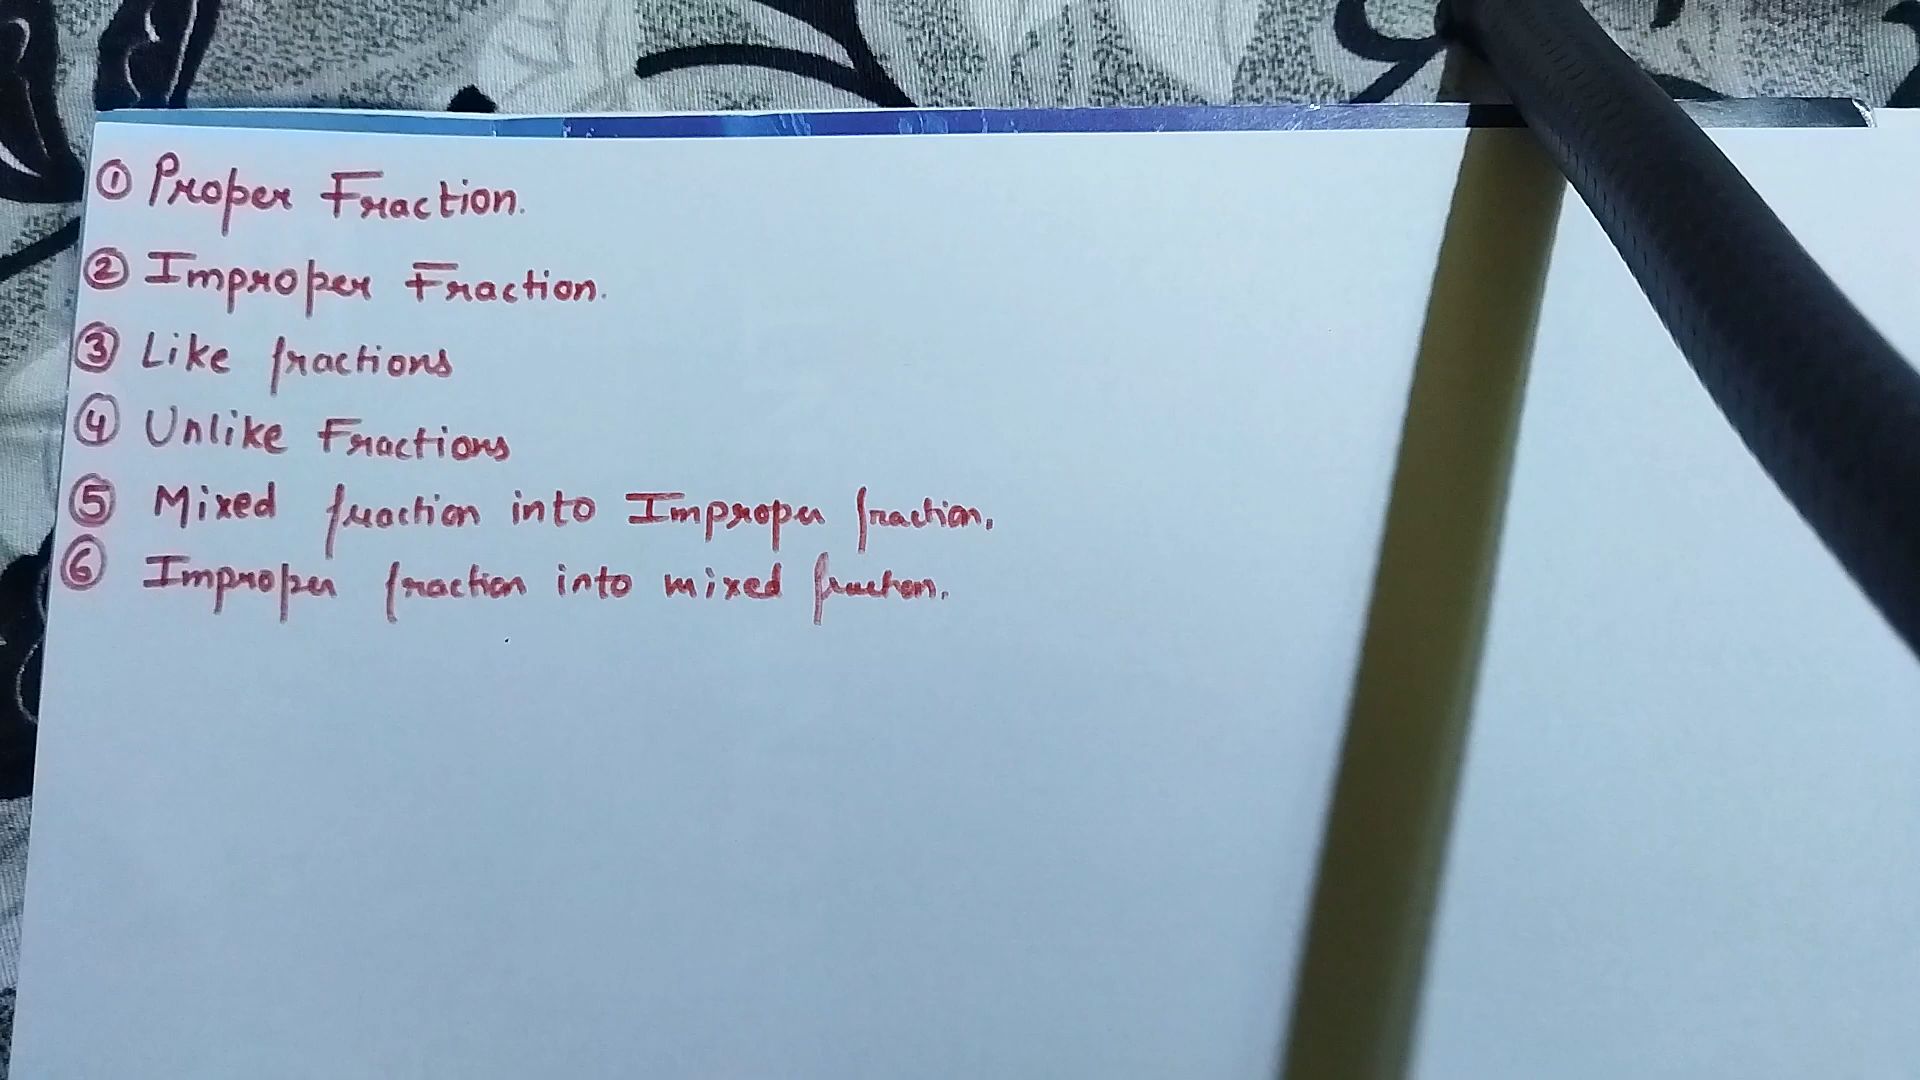 ① Proper Fraction.
② Improper Fraction.
③ Like fractions
④ Unlike Fractions
⑤ Mixed fraction into Improper fraction.
⑥ Improper fraction into mixed fraction.